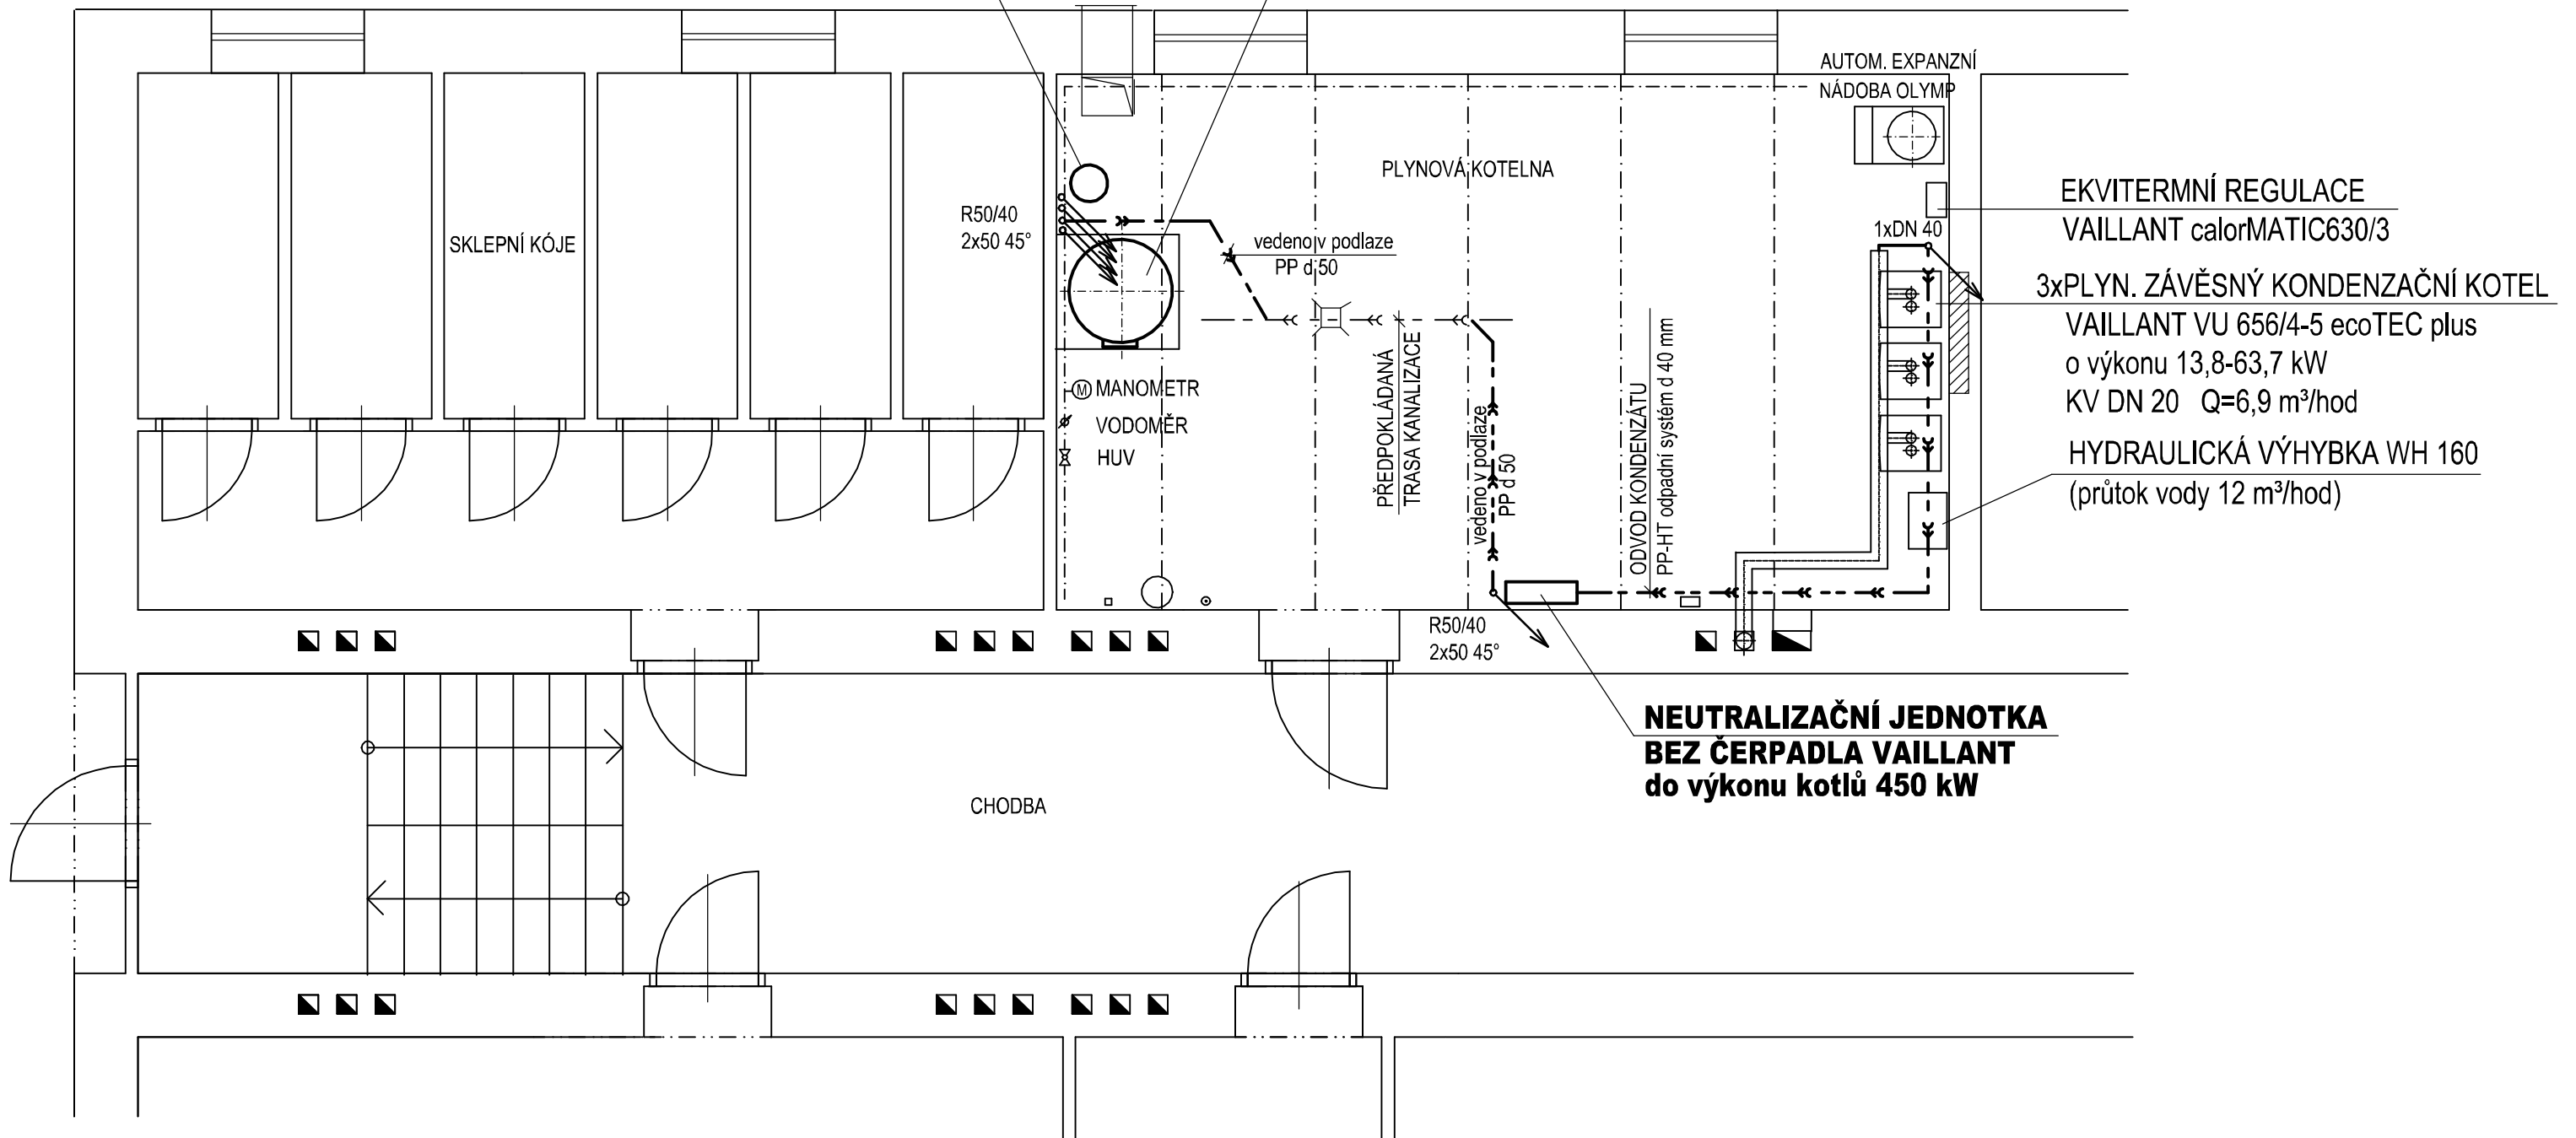 AUTOM. EXPANZNÍ
NÁDOBA OLYMP
PLYNOVÁ KOTELNA
EKVITERMNÍ REGULACE
VAILLANT calorMATIC630/3
R50/40
2x50 45°
SKLEPNÍ KÓJE
vedeno v podlaze
PP d 50
1xDN 40
3xPLYN. ZÁVĚSNÝ KONDENZAČNÍ KOTEL
VAILLANT VU 656/4-5 ecoTEC plus
o výkonu 13,8-63,7 kW
KV DN 20 Q=6,9 m³/hod
M MANOMETR
VODOMĚR
HUV
PŘEDPOKLÁDANÁ
TRASA KANALIZACE
vedeno v podlaze
PP d 50
ODVOD KONDENZÁTU
PP-HT odpadní systém d 40 mm
HYDRAULICKÁ VÝHYBKA WH 160
(průtok vody 12 m³/hod)
R50/40
2x50 45°
NEUTRALIZAČNÍ JEDNOTKA
BEZ ČERPADLA VAILLANT
do výkonu kotlů 450 kW
CHODBA